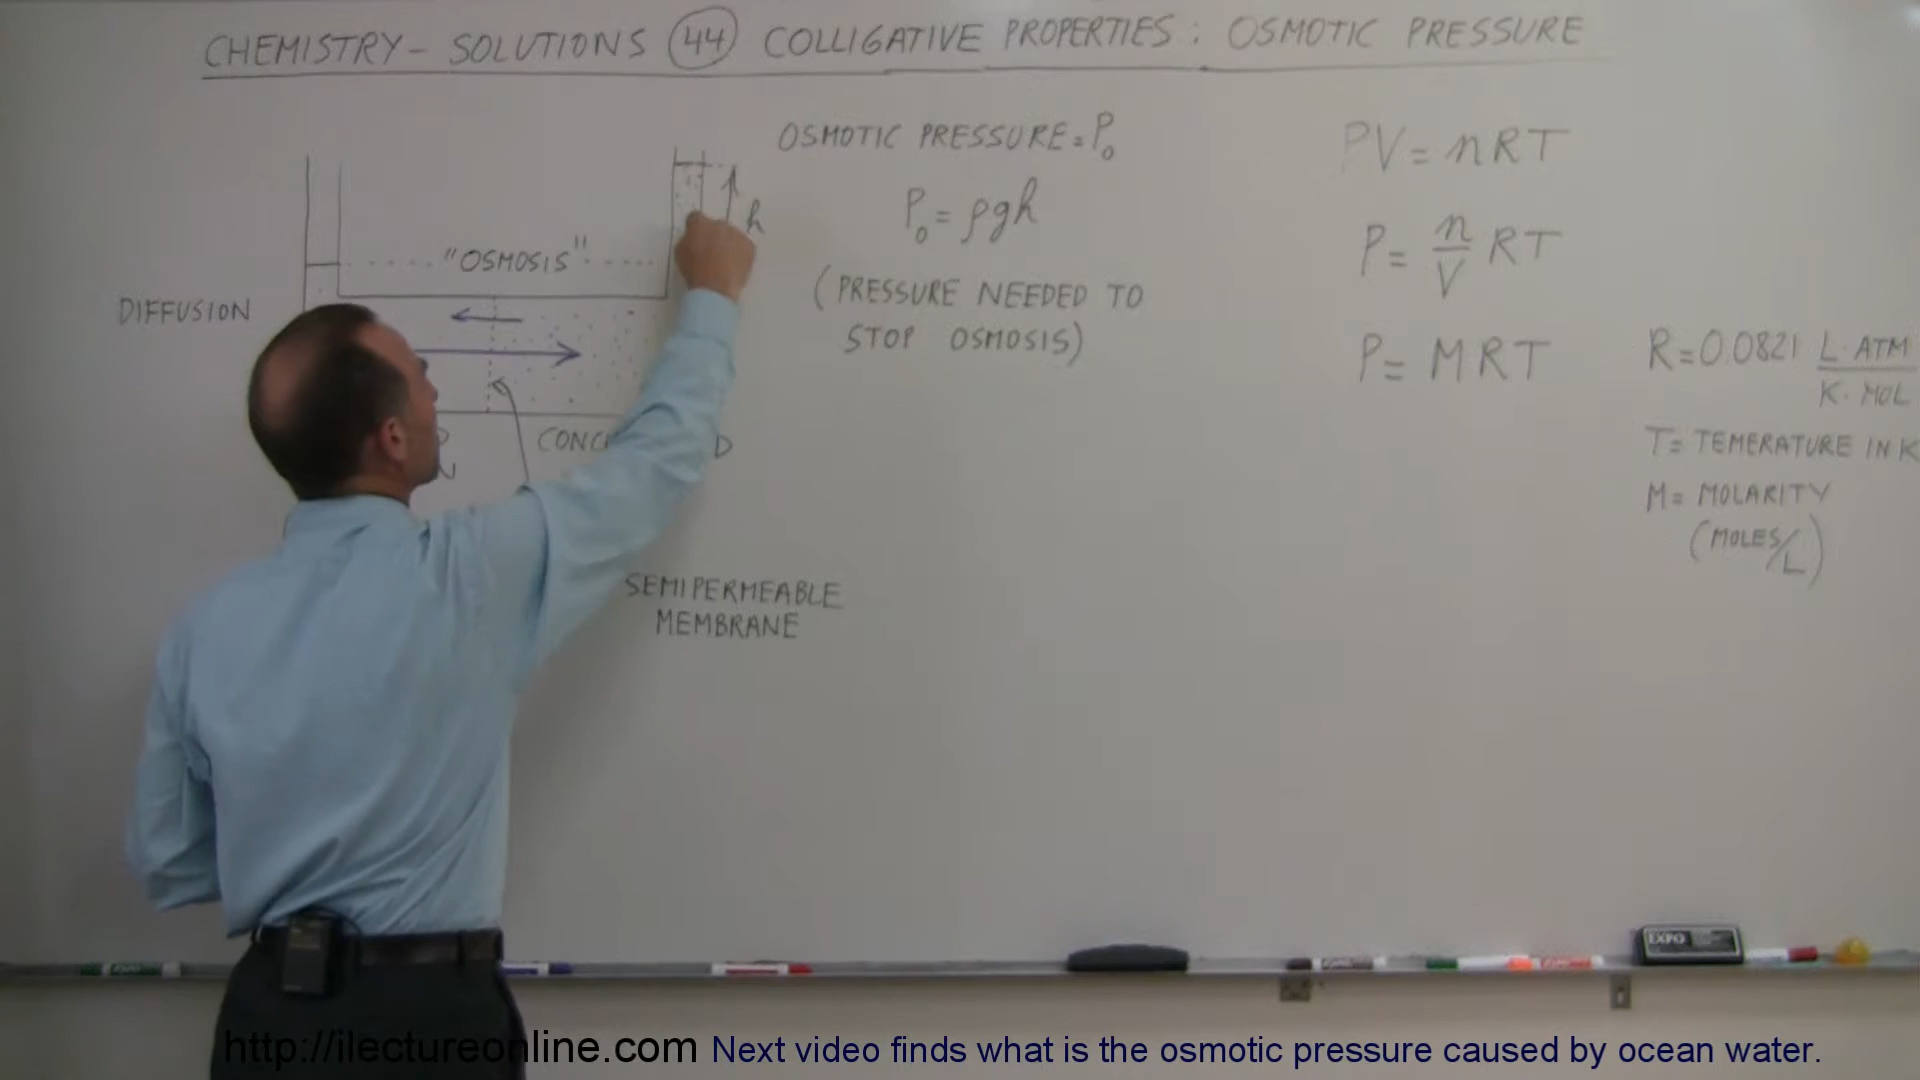 CHEMISTRY - SOLUTIONS 44 COLLIGATIVE PROPERTIES : OSMOTIC PRESSURE
OSMOTIC PRESSURE = P₀
P₀ = ρgh
(PRESSURE NEEDED TO
STOP OSMOSIS)
h
"OSMOSIS"
DIFFUSION
SEMIPERMEABLE
MEMBRANE
PV = nRT
P = n/V RT
P = MRT
R = 0.0821 L·ATM / K·MOL
T = TEMERATURE IN K
M = MOLARITY
(MOLES/L)
EXPO
http://ilectureonline.com Next video finds what is the osmotic pressure caused by ocean water.